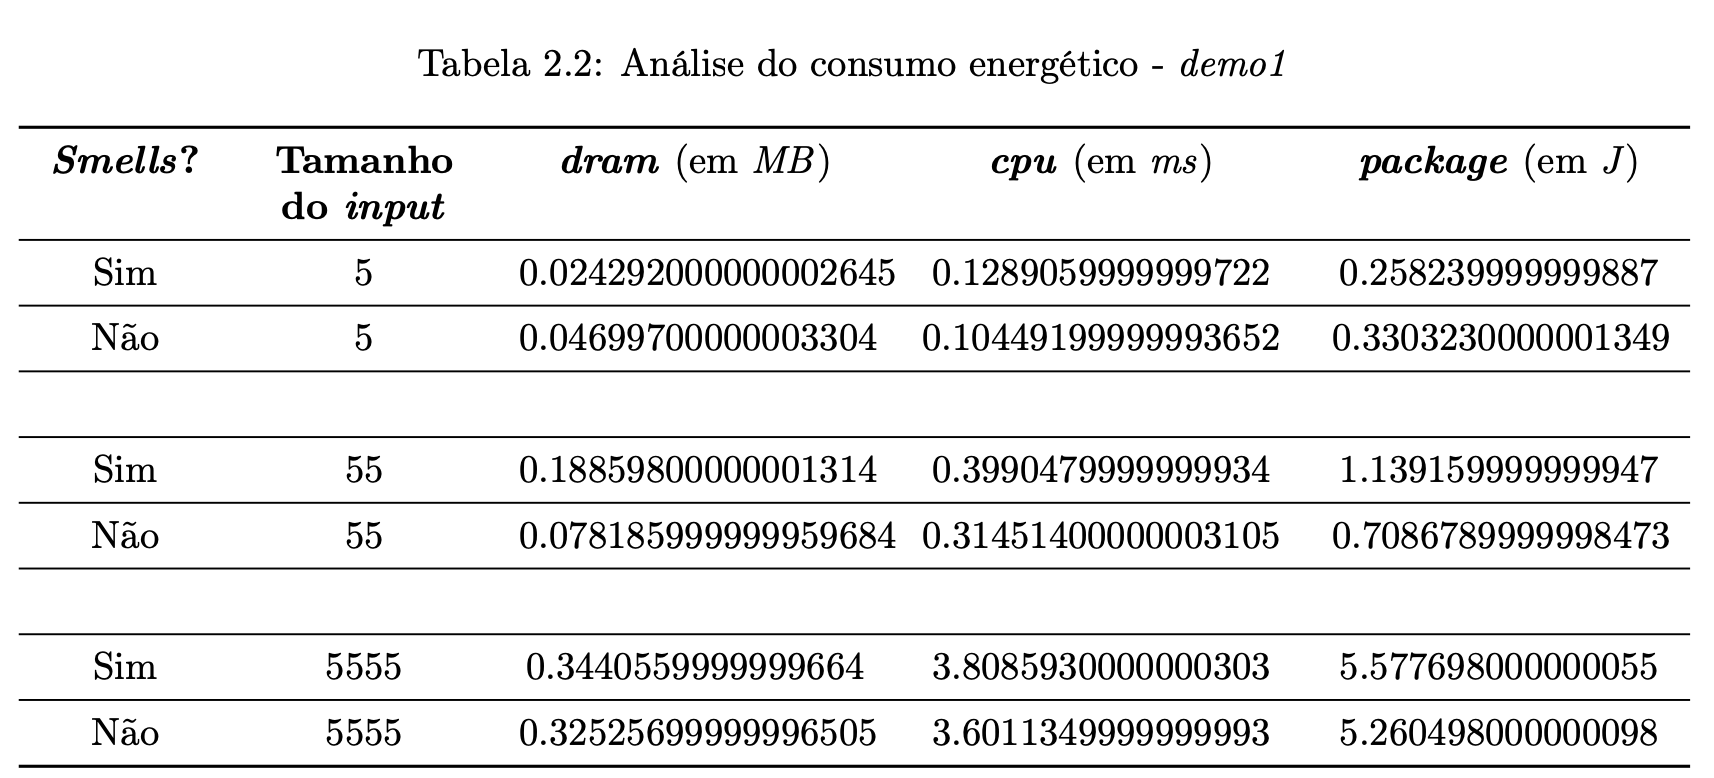 Tabela 2.2: Análise do consumo energético - demo1
Smells? Tamanho dram (em MB) cpu (em ms) package (em J)
do input
Sim 5 0.024292000000002645 0.1289059999999722 0.258239999999887
Não 5 0.04699700000003304 0.10449199999993652 0.3303230000001349
Sim 55 0.18859800000001314 0.3990479999999934 1.139159999999947
Não 55 0.078185999999959684 0.31451400000003105 0.7086789999998473
Sim 5555 0.3440559999999664 3.8085930000000303 5.577698000000055
Não 5555 0.32525699999996505 3.6011349999999993 5.260498000000098